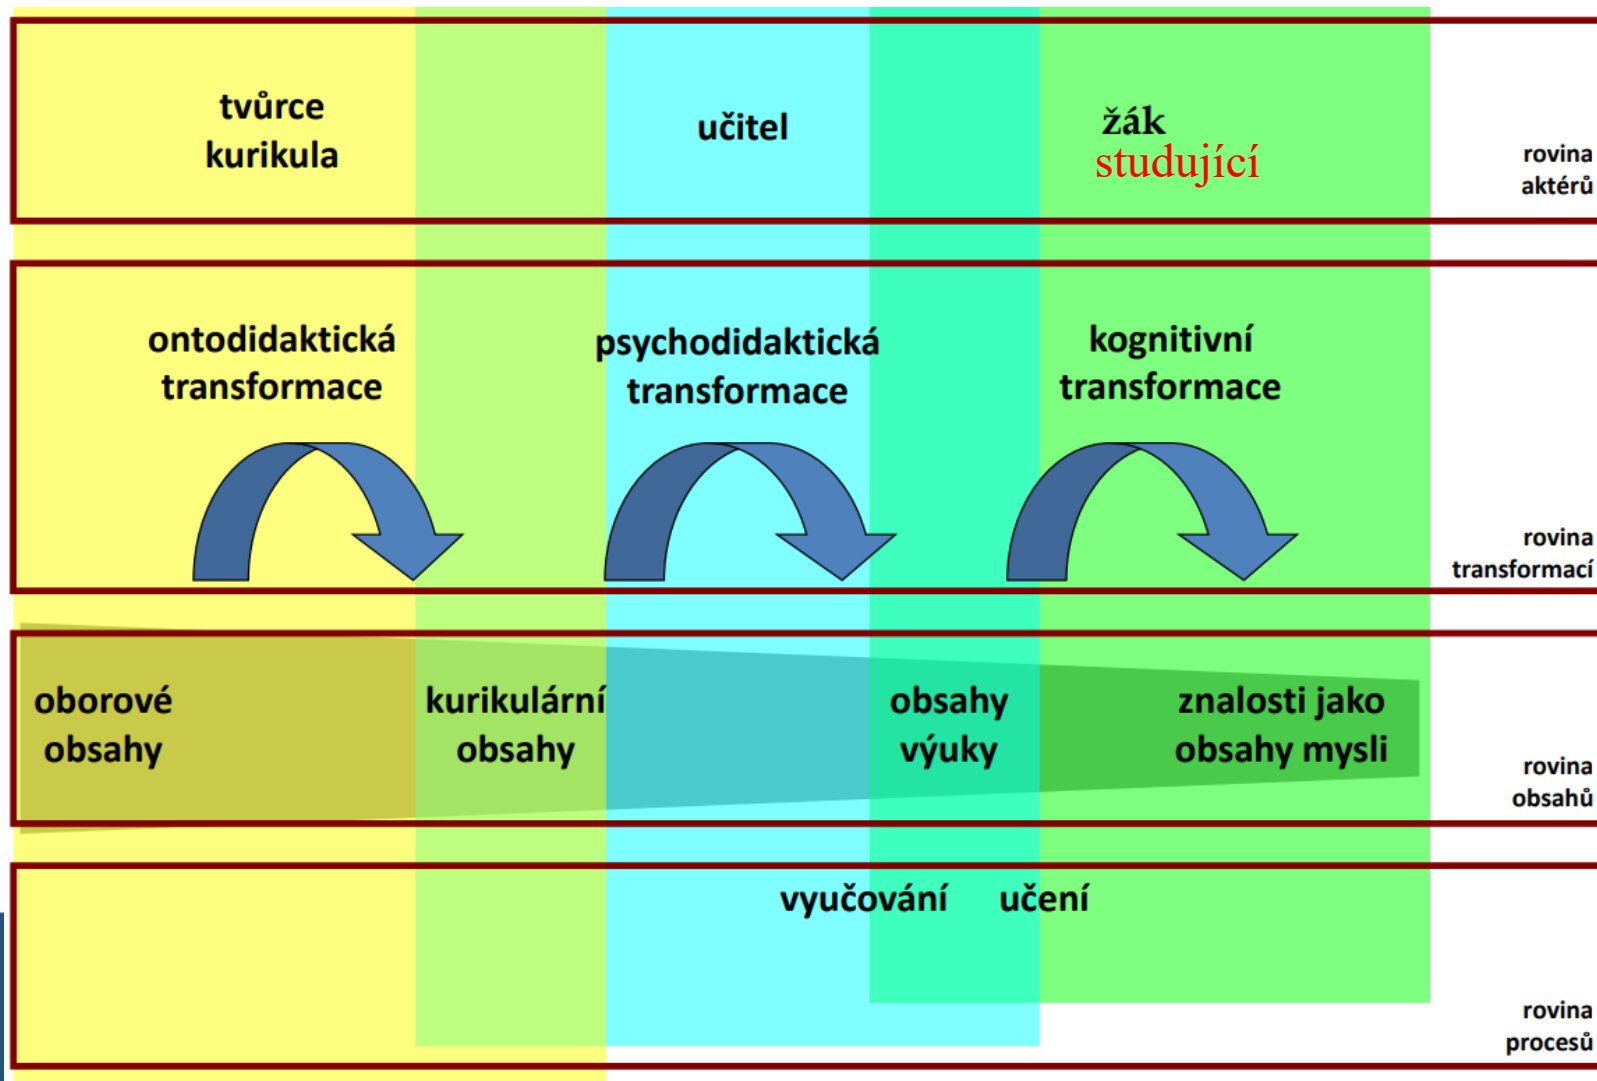 tvůrce
kurikula
učitel
žák
studující
rovina
aktérů
ontodidaktická
transformace
psychodidaktická
transformace
kognitivní
transformace
rovina
transformací
oborové
obsahy
kurikulární
obsahy
obsahy
výuky
znalosti jako
obsahy mysli
rovina
obsahů
vyučování
učení
rovina
procesů